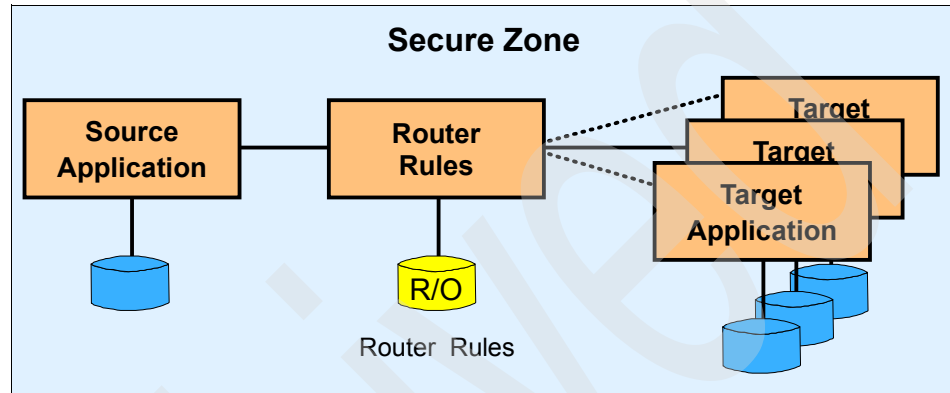 Secure Zone
Source
Application
Router
Rules
Target
Target
Target
Application
R/O
Router Rules